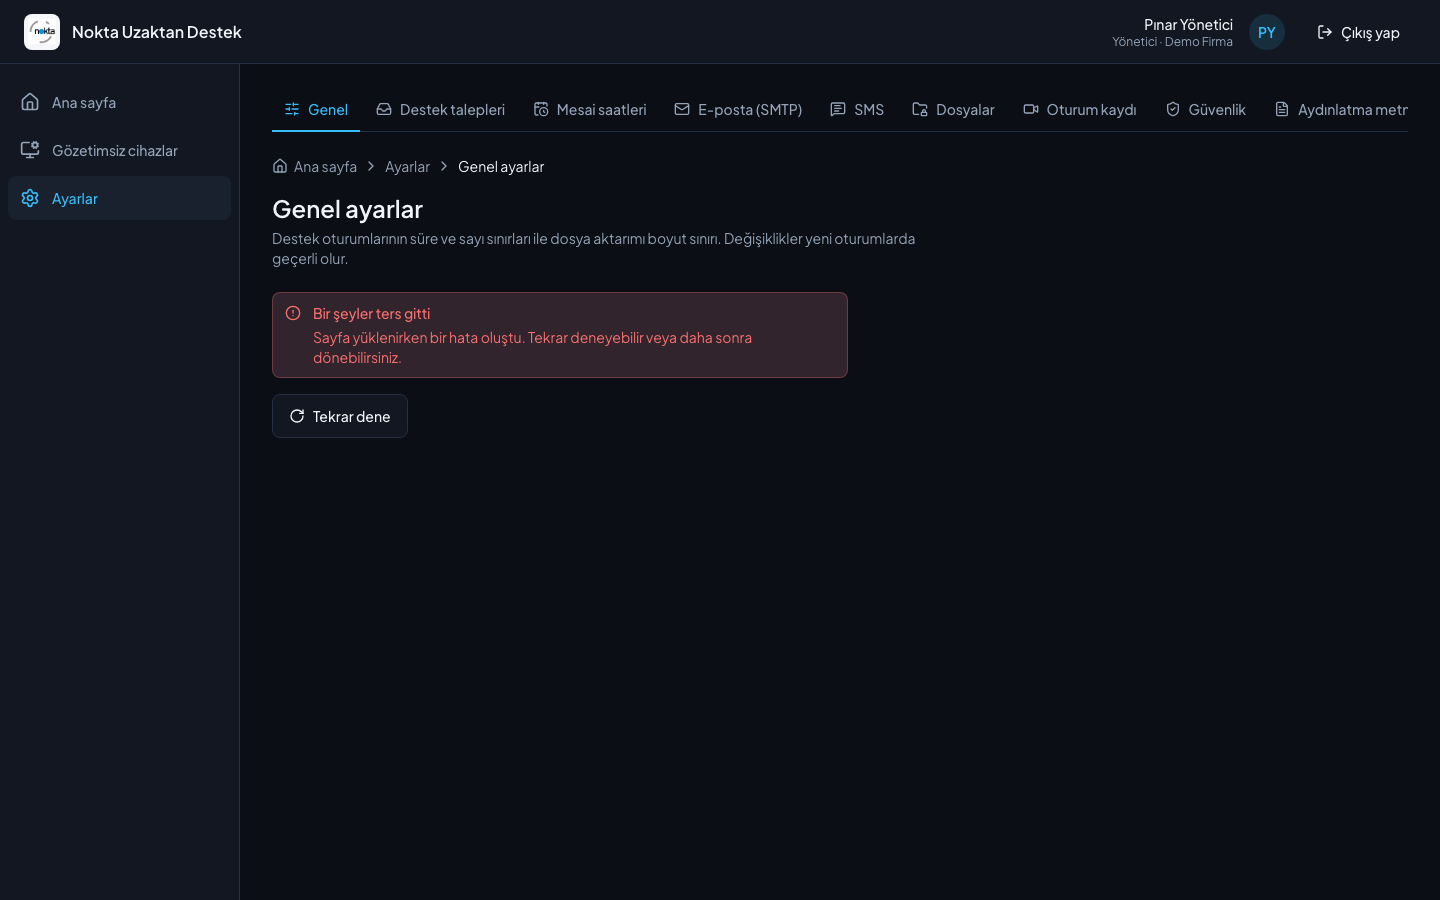 nokta
Nokta Uzaktan Destek
Pınar Yönetici
Yönetici · Demo Firma
PY
Çıkış yap
Ana sayfa
Gözetimsiz cihazlar
Ayarlar
Genel
Destek talepleri
Mesai saatleri
E-posta (SMTP)
SMS
Dosyalar
Oturum kaydı
Güvenlik
Aydınlatma
Ana sayfa > Ayarlar > Genel ayarlar
Genel ayarlar
Destek oturumlarının süre ve sayı sınırları ile dosya aktarımı boyut sınırı. Değişiklikler yeni oturumlarda
geçerli olur.
Bir şeyler ters gitti
Sayfa yüklenirken bir hata oluştu. Tekrar deneyebilir veya daha sonra
dönebilirsiniz.
Tekrar dene